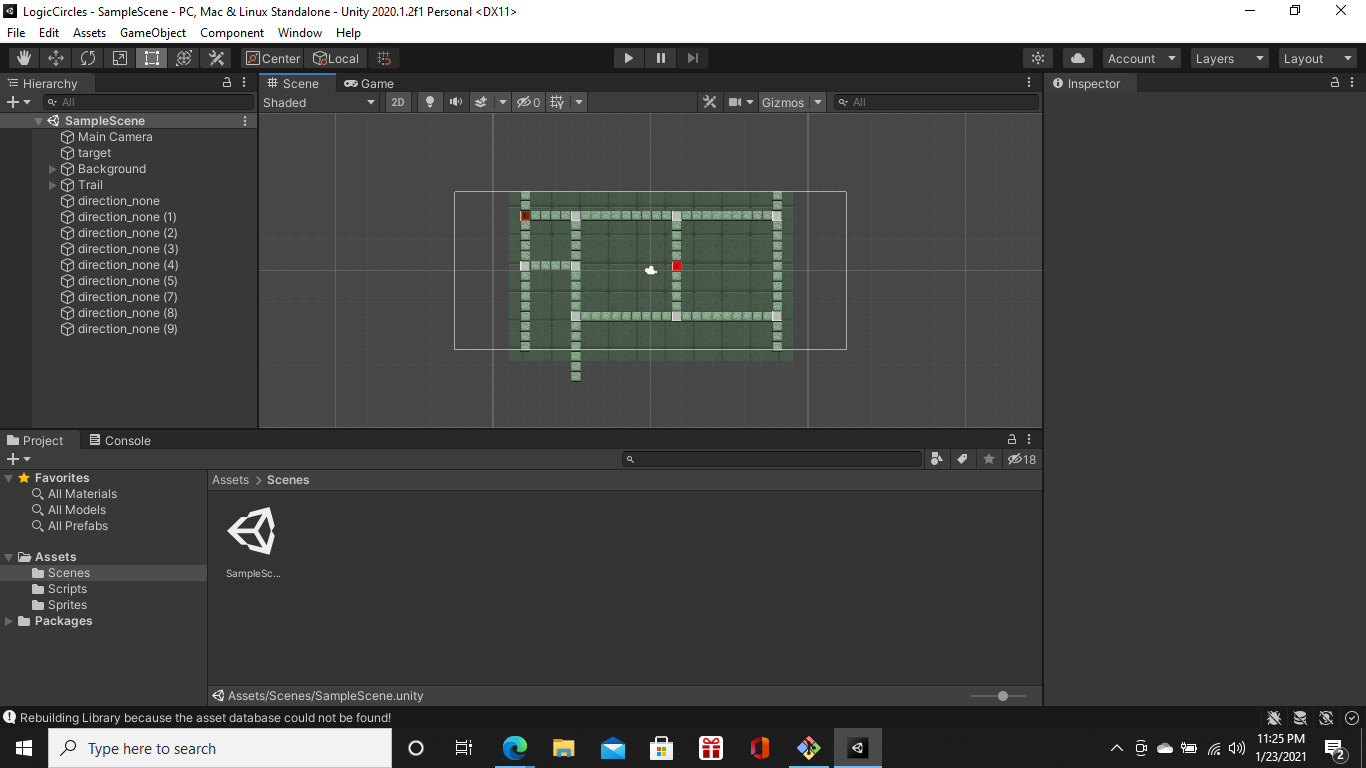 LogicCircles - SampleScene - PC, Mac & Linux Standalone - Unity 2020.1.2f1 Personal <DX11>
File Edit Assets GameObject Component Window Help
Center Local Account Layers Layout
Hierarchy Scene Game Inspector
All Shaded 2D 0 Gizmos All
SampleScene
Main Camera
target
Background
Trail
direction_none
direction_none (1)
direction_none (2)
direction_none (3)
direction_none (4)
direction_none (5)
direction_none (7)
direction_none (8)
direction_none (9)
Project Console
18
Favorites
All Materials
All Models
All Prefabs
Assets
Scenes
Scripts
Sprites
Packages
Assets > Scenes
SampleSc...
Assets/Scenes/SampleScene.unity
Rebuilding Library because the asset database could not be found!
Type here to search
11:25 PM
1/23/2021
2